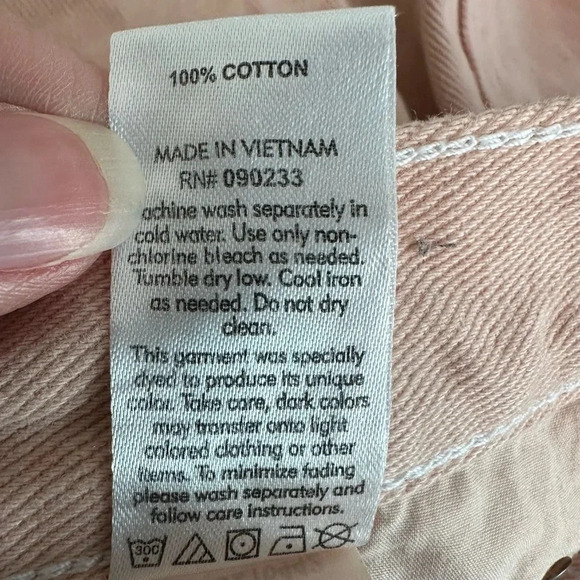 100% COTTON
MADE IN VIETNAM
RN# 090233
achine wash separately in
cold water. Use only non-
chlorine bleach as needed.
Tumble dry low. Cool iron
as needed. Do not dry
clean.
This garment was specially
dyed to produce its unique
color. Take care, dark colors
may transfer onto light
colored clothing or other
items. To minimize fading
please wash separately and
follow care instructions.
30C